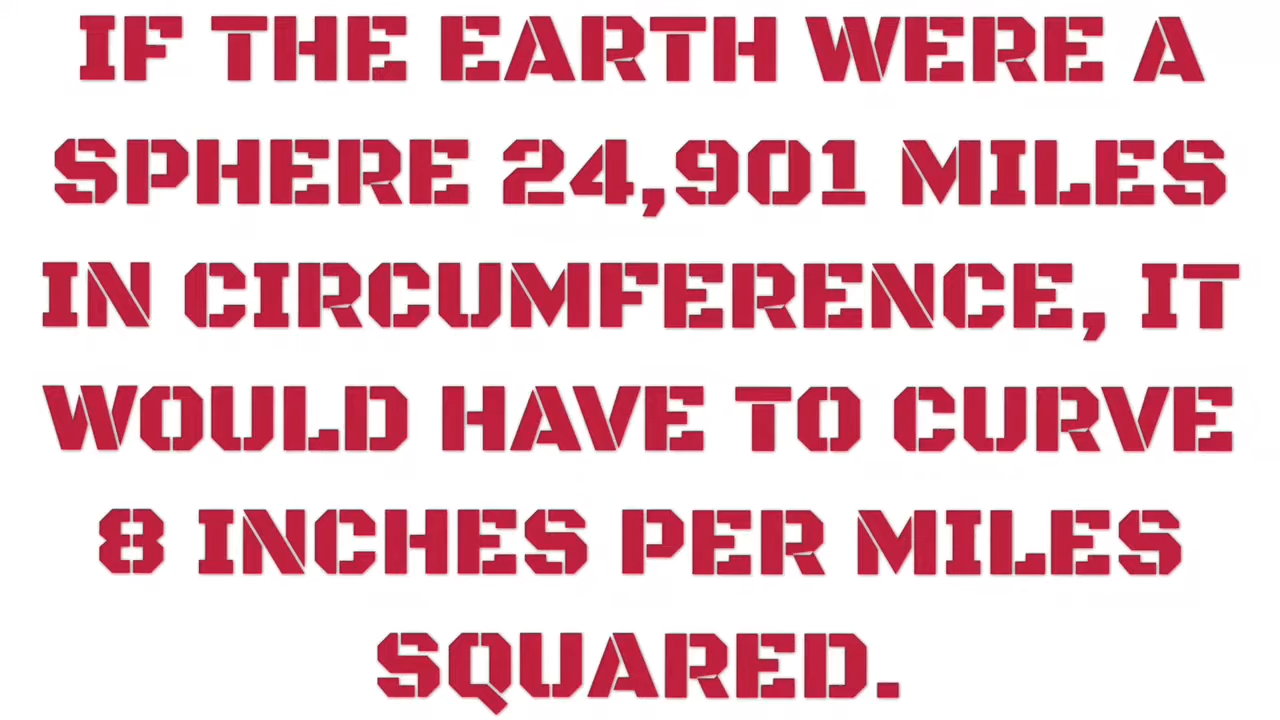 IF THE EARTH WERE A
SPHERE 24,901 MILES
IN CIRCUMFERENCE, IT
WOULD HAVE TO CURVE
8 INCHES PER MILES
SQUARED.